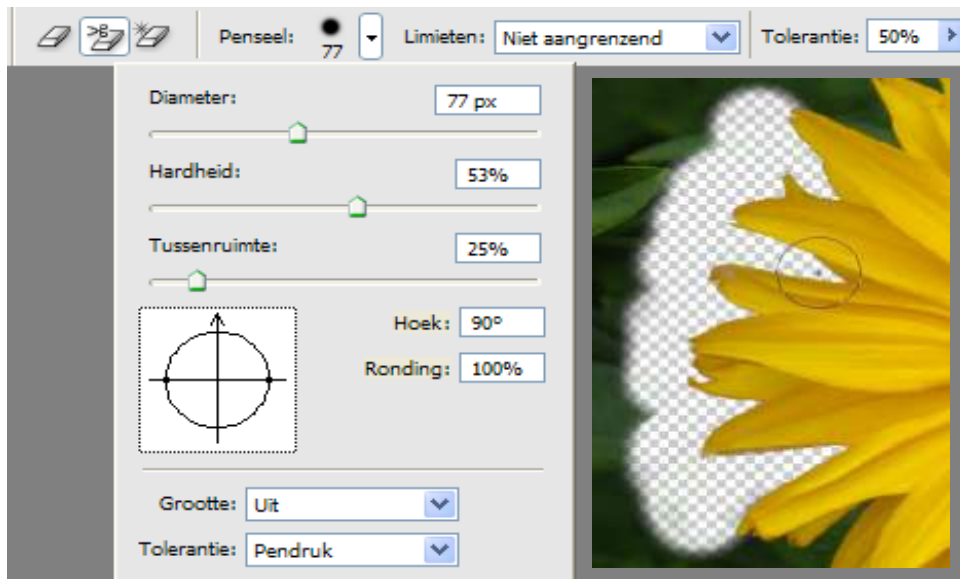 Penseel: 77 Limieten: Niet aangrenzend Tolerantie: 50%
Diameter: 77 px
Hardheid: 53%
Tussenruimte: 25%
Hoek: 90º
Ronding: 100%
Grootte: Uit
Tolerantie: Pendruk